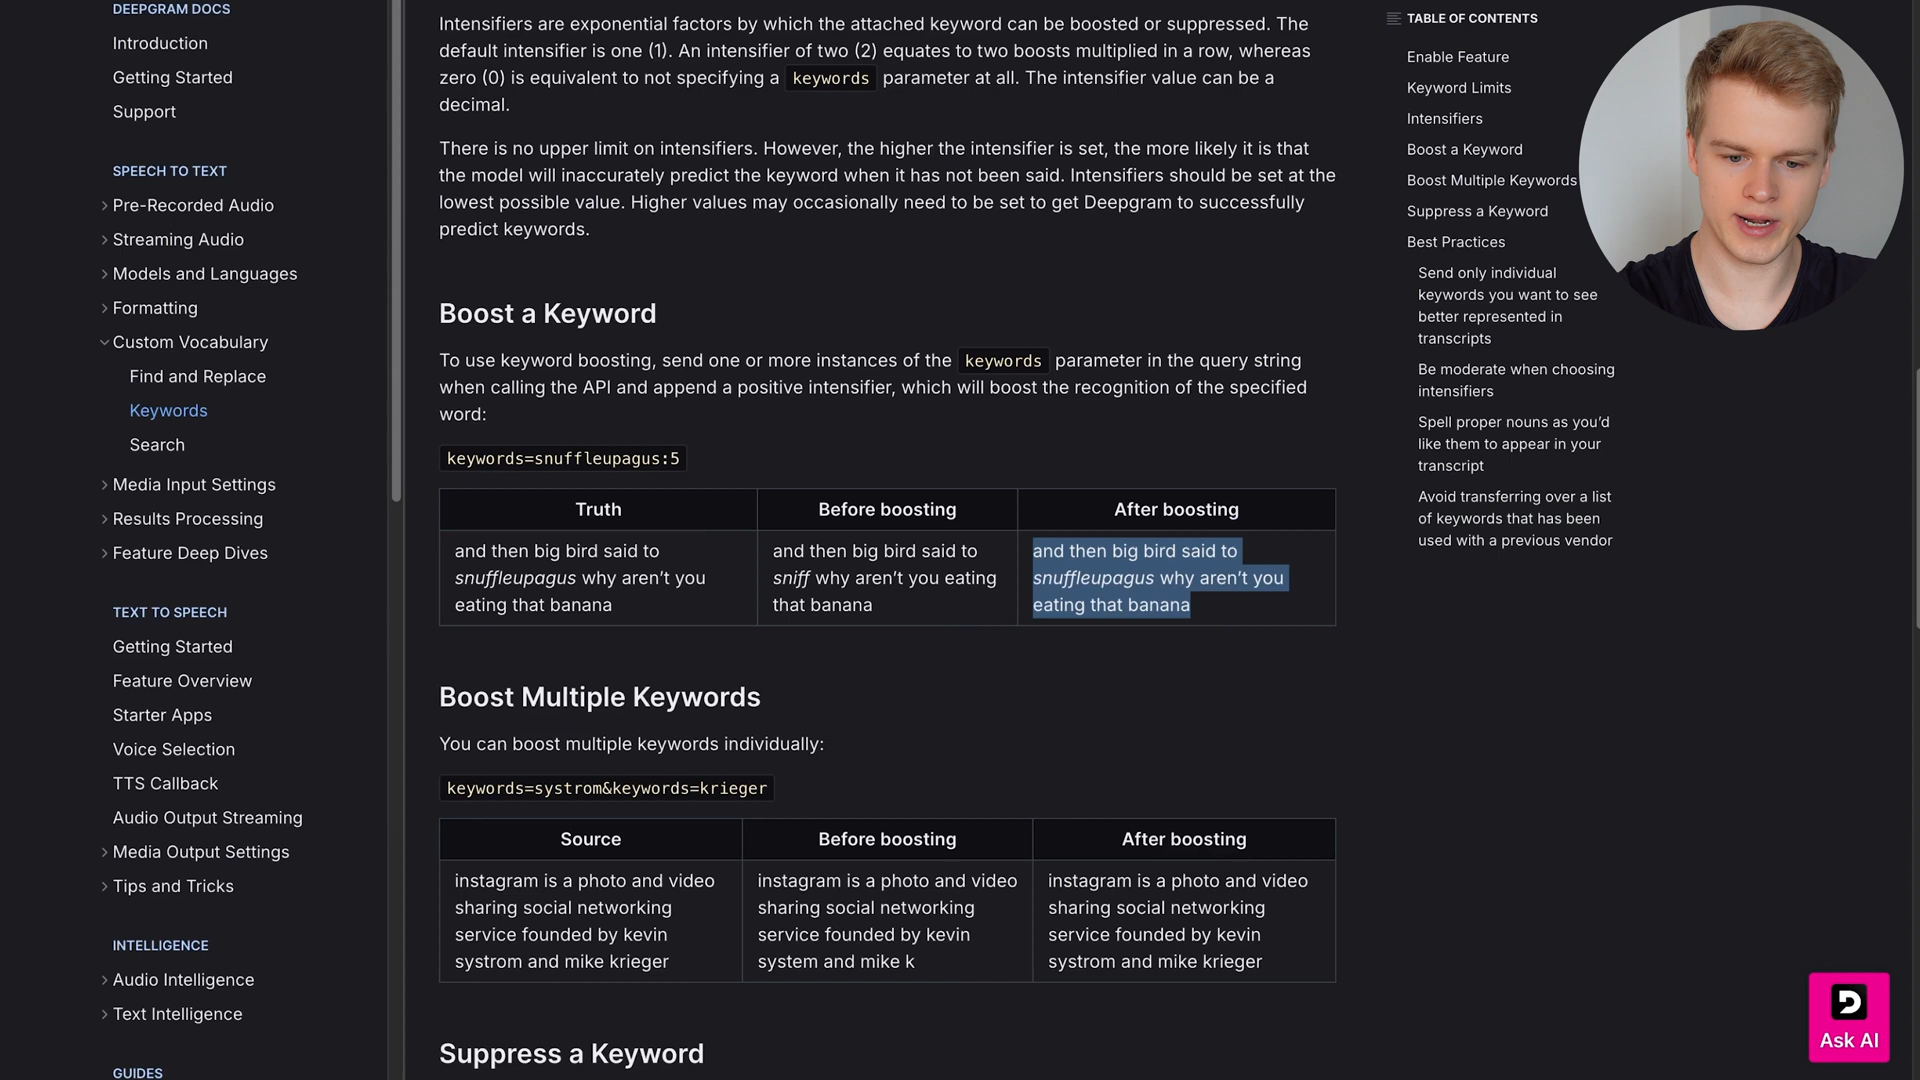 DEEPGRAM DOCS
Introduction
Getting Started
Support
SPEECH TO TEXT
Pre-Recorded Audio
Streaming Audio
Models and Languages
Formatting
Custom Vocabulary
Find and Replace
Keywords
Search
Media Input Settings
Results Processing
Feature Deep Dives
TEXT TO SPEECH
Getting Started
Feature Overview
Starter Apps
Voice Selection
TTS Callback
Audio Output Streaming
Media Output Settings
Tips and Tricks
INTELLIGENCE
Audio Intelligence
Text Intelligence
GUIDES
Intensifiers are exponential factors by which the attached keyword can be boosted or suppressed. The
default intensifier is one (1). An intensifier of two (2) equates to two boosts multiplied in a row, whereas
zero (0) is equivalent to not specifying a keywords parameter at all. The intensifier value can be a
decimal.
There is no upper limit on intensifiers. However, the higher the intensifier is set, the more likely it is that
the model will inaccurately predict the keyword when it has not been said. Intensifiers should be set at the
lowest possible value. Higher values may occasionally need to be set to get Deepgram to successfully
predict keywords.
Boost a Keyword
To use keyword boosting, send one or more instances of the keywords parameter in the query string
when calling the API and append a positive intensifier, which will boost the recognition of the specified
word:
keywords=snuffleupagus:5
Truth
Before boosting
After boosting
and then big bird said to
snuffleupagus why aren’t you
eating that banana
and then big bird said to
sniff why aren’t you eating
that banana
and then big bird said to
snuffleupagus why aren’t you
eating that banana
Boost Multiple Keywords
You can boost multiple keywords individually:
keywords=systrom&keywords=krieger
Source
Before boosting
After boosting
instagram is a photo and video
sharing social networking
service founded by kevin
systrom and mike krieger
instagram is a photo and video
sharing social networking
service founded by kevin
system and mike k
instagram is a photo and video
sharing social networking
service founded by kevin
systrom and mike krieger
Suppress a Keyword
TABLE OF CONTENTS
Enable Feature
Keyword Limits
Intensifiers
Boost a Keyword
Boost Multiple Keywords
Suppress a Keyword
Best Practices
Send only individual
keywords you want to see
better represented in
transcripts
Be moderate when choosing
intensifiers
Spell proper nouns as you’d
like them to appear in your
transcript
Avoid transferring over a list
of keywords that has been
used with a previous vendor
Ask AI